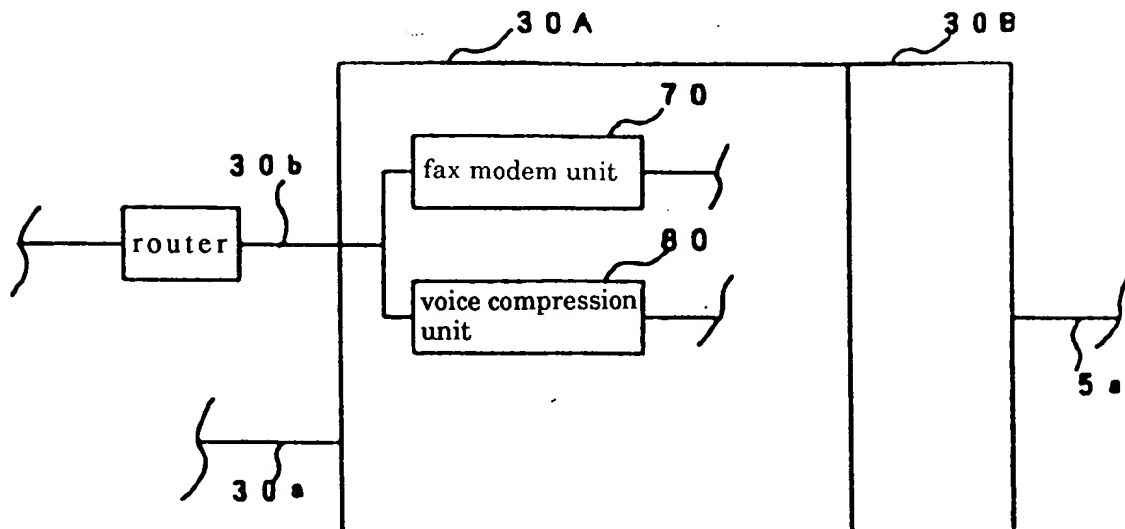 30A
30B
70
fax modem unit
30b
router
80
voice compression
unit
5a
30a